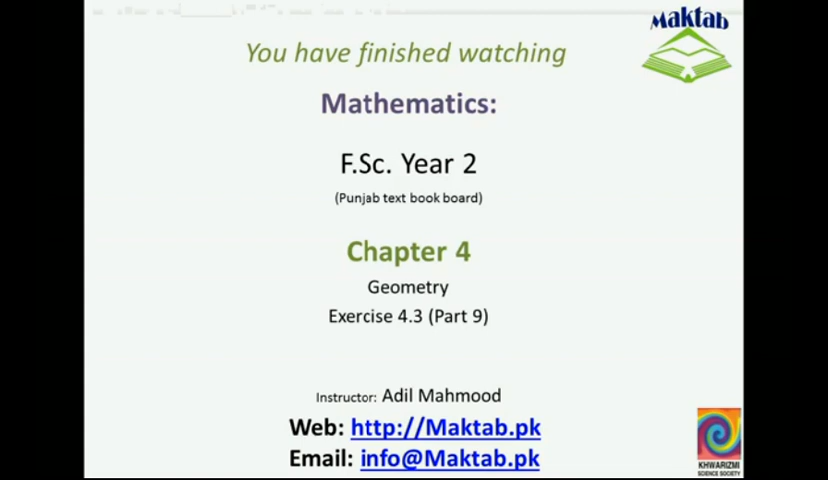 Maktab
You have finished watching
Mathematics:
F.Sc. Year 2
(Punjab text book board)
Chapter 4
Geometry
Exercise 4.3 (Part 9)
Instructor: Adil Mahmood
Web: http://Maktab.pk
Email: info@Maktab.pk
KHWARIZMI
SCIENCE SOCIETY